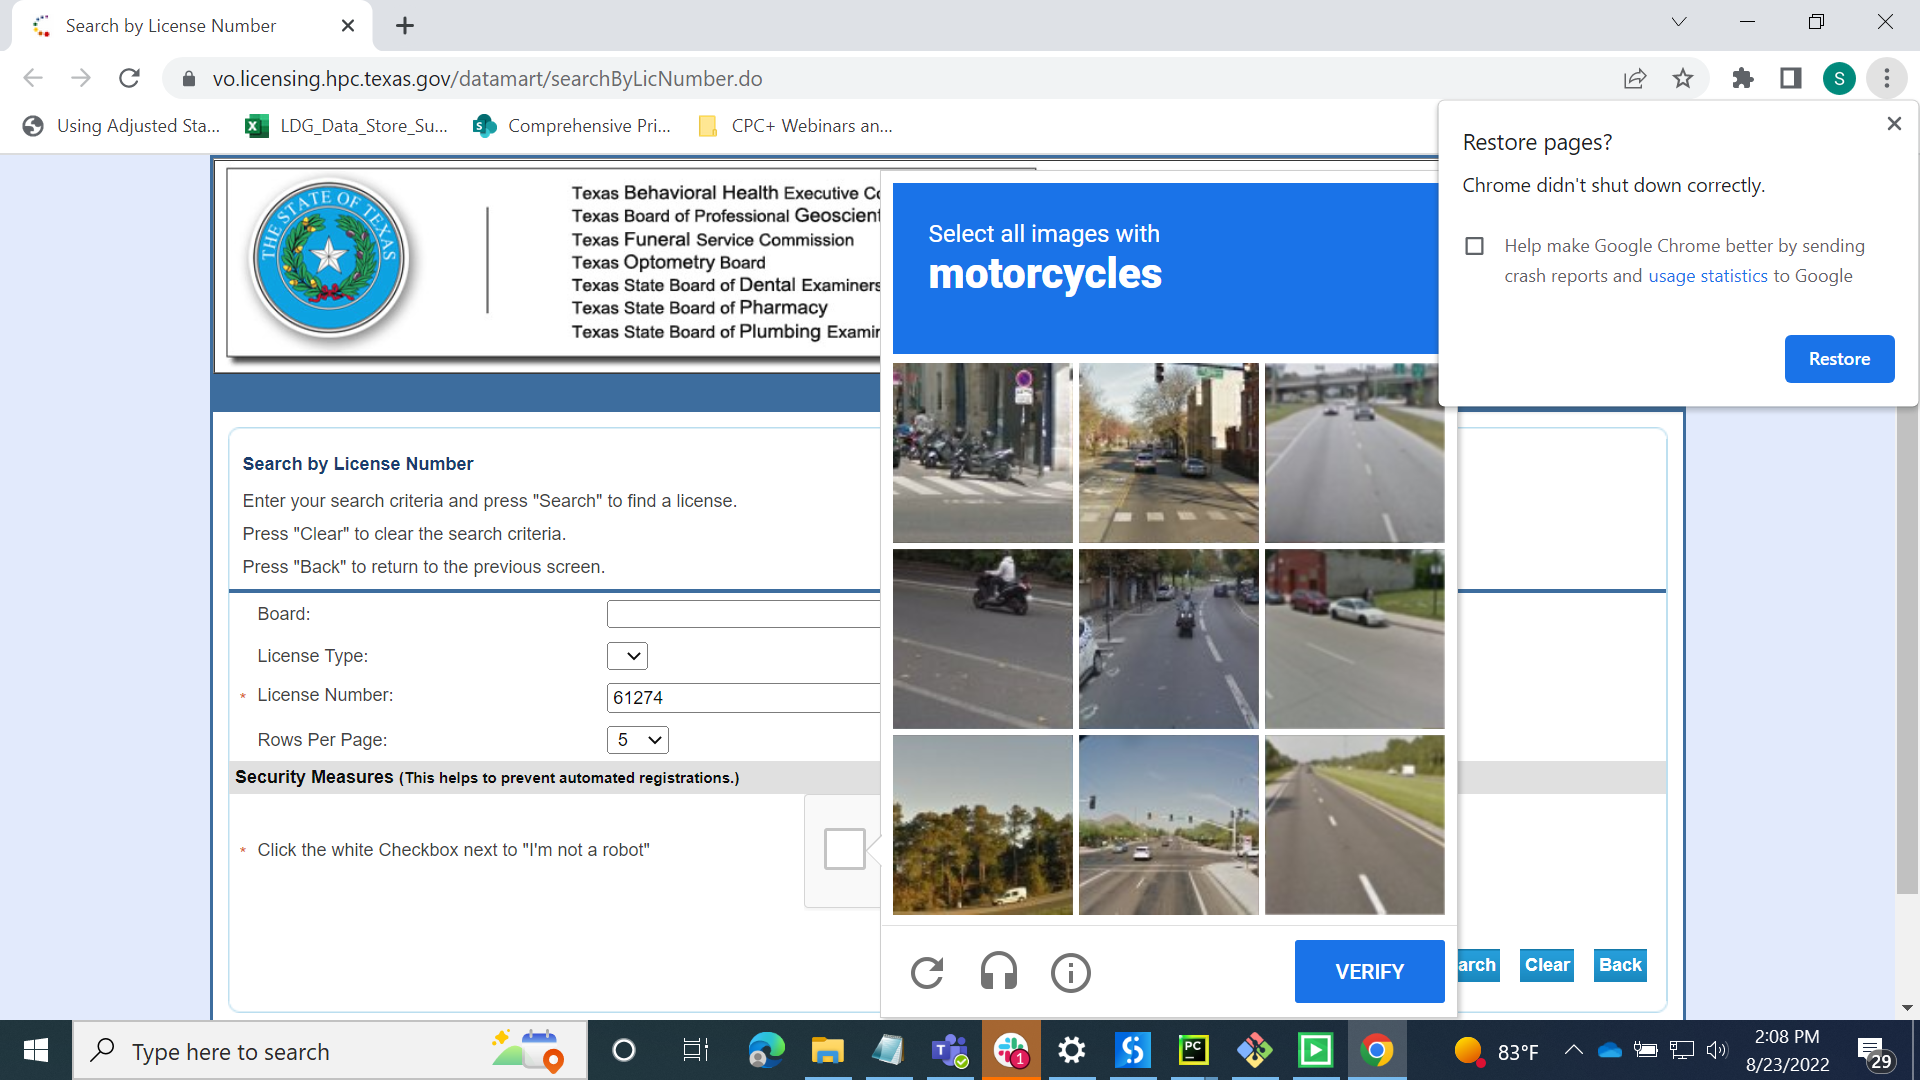 Search by License Number
vo.licensing.hpc.texas.gov/datamart/searchByLicNumber.do
S
Using Adjusted Sta...
LDG_Data_Store_Su...
Comprehensive Pri...
CPC+ Webinars an...
Restore pages?
Chrome didn't shut down correctly.
Help make Google Chrome better by sending
crash reports and usage statistics to Google
Restore
THE STATE OF TEXAS
Texas Behavioral Health Executive
Texas Board of Professional
Texas Funeral Service Commission
Texas Optometry Board
Texas State Board of Dental Examiners
Texas State Board of Pharmacy
Texas State Board of Plumbing
Select all images with
motorcycles
Search by License Number
Enter your search criteria and press "Search" to find a license.
Press "Clear" to clear the search criteria.
Press "Back" to return to the previous screen.
Board:
License Type:
* License Number:
61274
Rows Per Page:
5
Security Measures (This helps to prevent automated registrations.)
* Click the white Checkbox next to "I'm not a robot"
VERIFY
arch
Clear
Back
Type here to search
1
PC
83°F
2:08 PM
8/23/2022
29